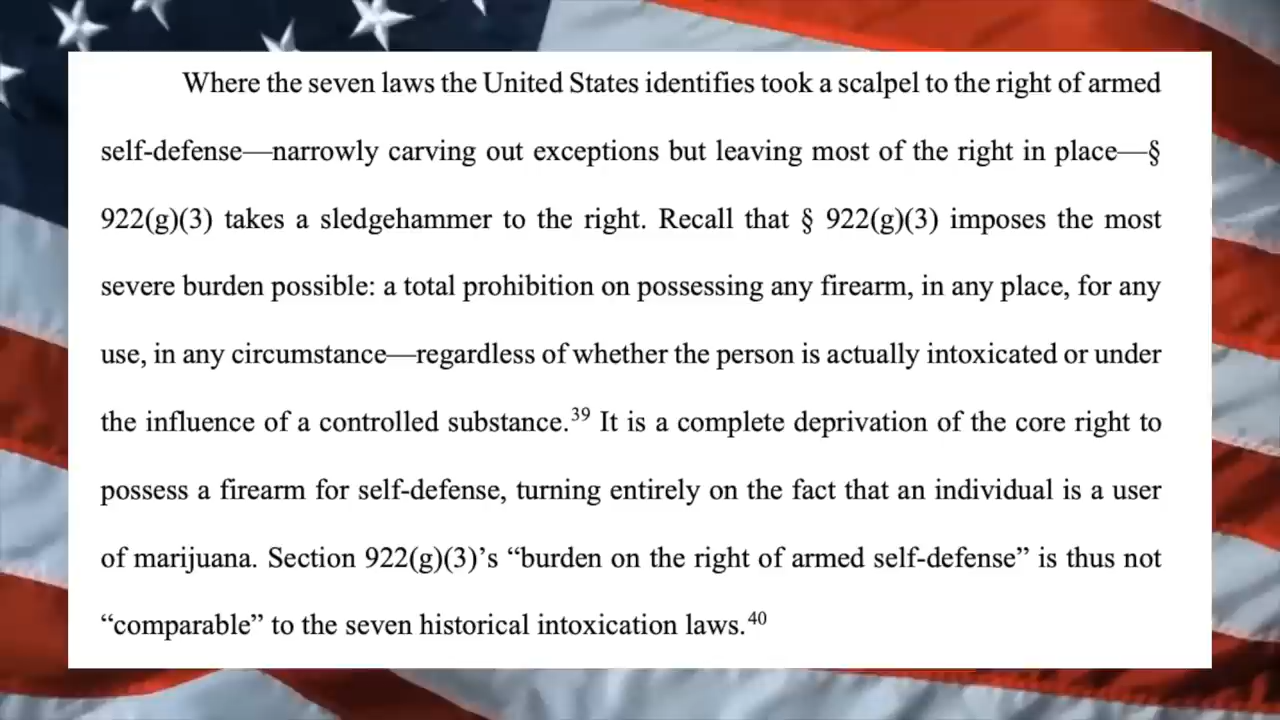 Where the seven laws the United States identifies took a scalpel to the right of armed
self-defense—narrowly carving out exceptions but leaving most of the right in place—§
922(g)(3) takes a sledgehammer to the right. Recall that § 922(g)(3) imposes the most
severe burden possible: a total prohibition on possessing any firearm, in any place, for any
use, in any circumstance—regardless of whether the person is actually intoxicated or under
the influence of a controlled substance.³⁹ It is a complete deprivation of the core right to
possess a firearm for self-defense, turning entirely on the fact that an individual is a user
of marijuana. Section 922(g)(3)’s “burden on the right of armed self-defense” is thus not
“comparable” to the seven historical intoxication laws.⁴⁰